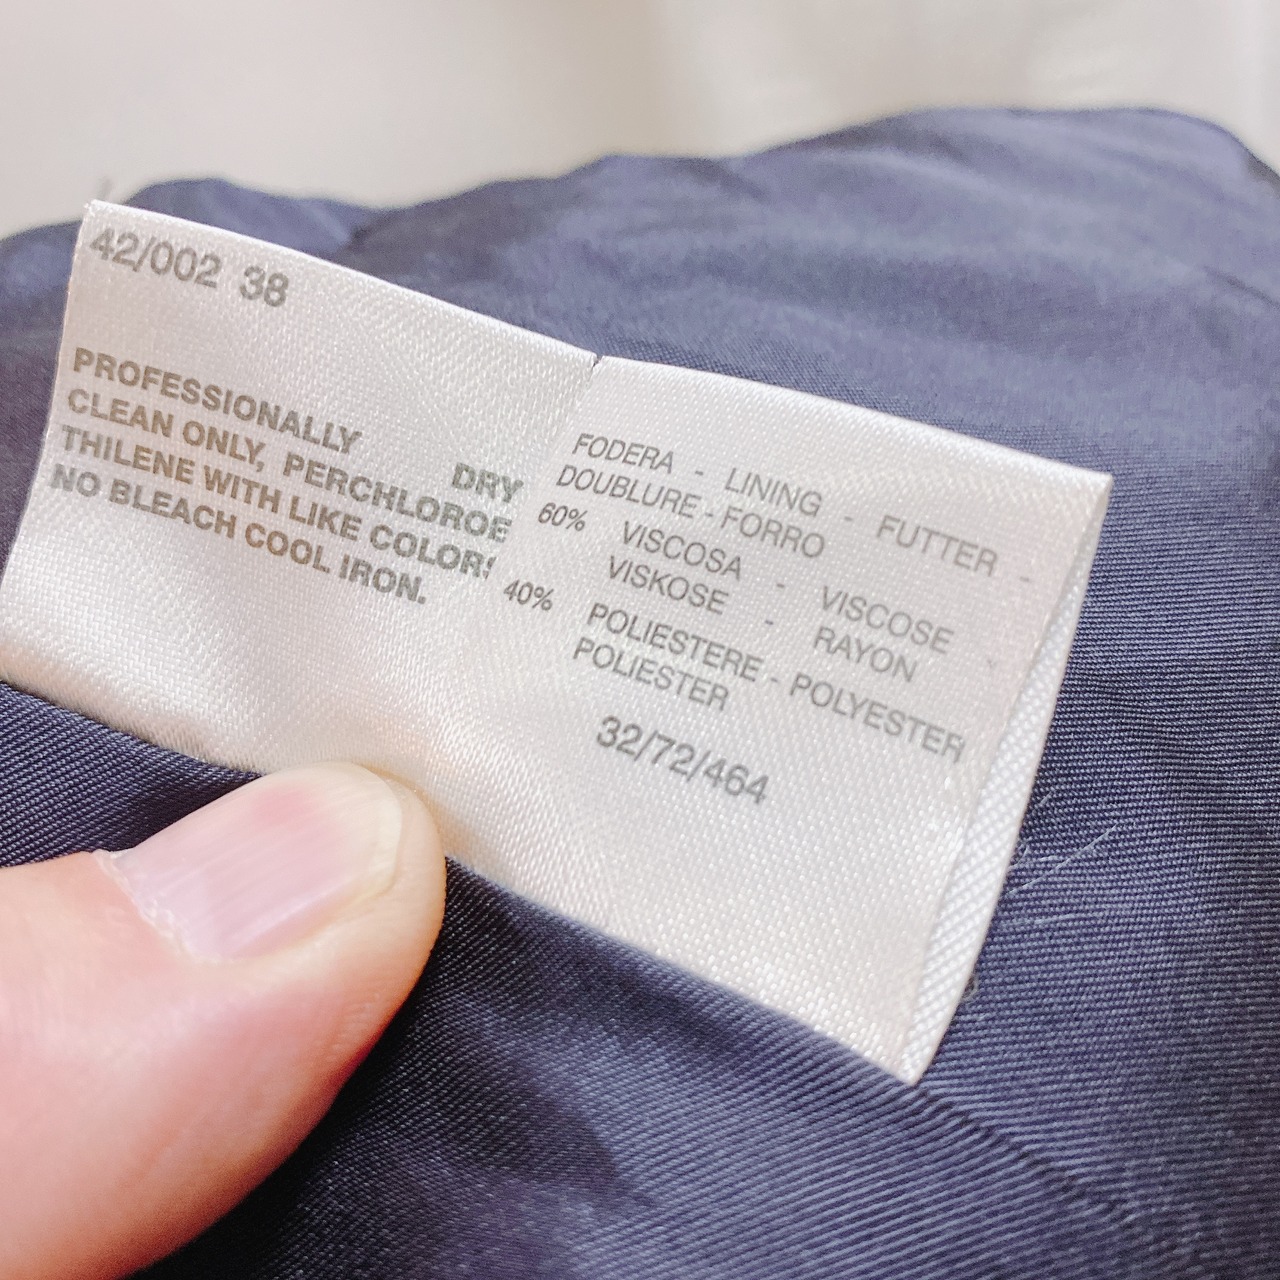 42/002 38
PROFESSIONALLY DRY
CLEAN ONLY, PERCHLOROE
THILENE WITH LIKE COLORS
NO BLEACH COOL IRON.
FODERA - LINING - FUTTER -
DOUBLURE - FORRO
60% VISCOSA - VISCOSE
VISKOSE - RAYON
40% POLIESTERE - POLYESTER
POLIESTER
32/72/464